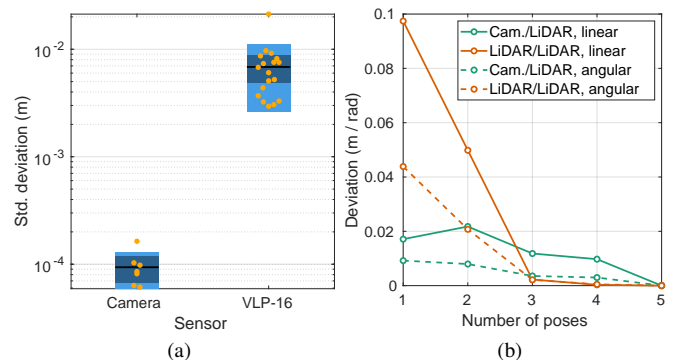 Std. deviation (m)
10^-2
10^-3
10^-4
Camera
VLP-16
Sensor
(a)
Deviation (m / rad)
0.1
0.08
0.06
0.04
0.02
0
Cam./LiDAR, linear
LiDAR/LiDAR, linear
Cam./LiDAR, angular
LiDAR/LiDAR, angular
1 2 3 4 5
Number of poses
(b)